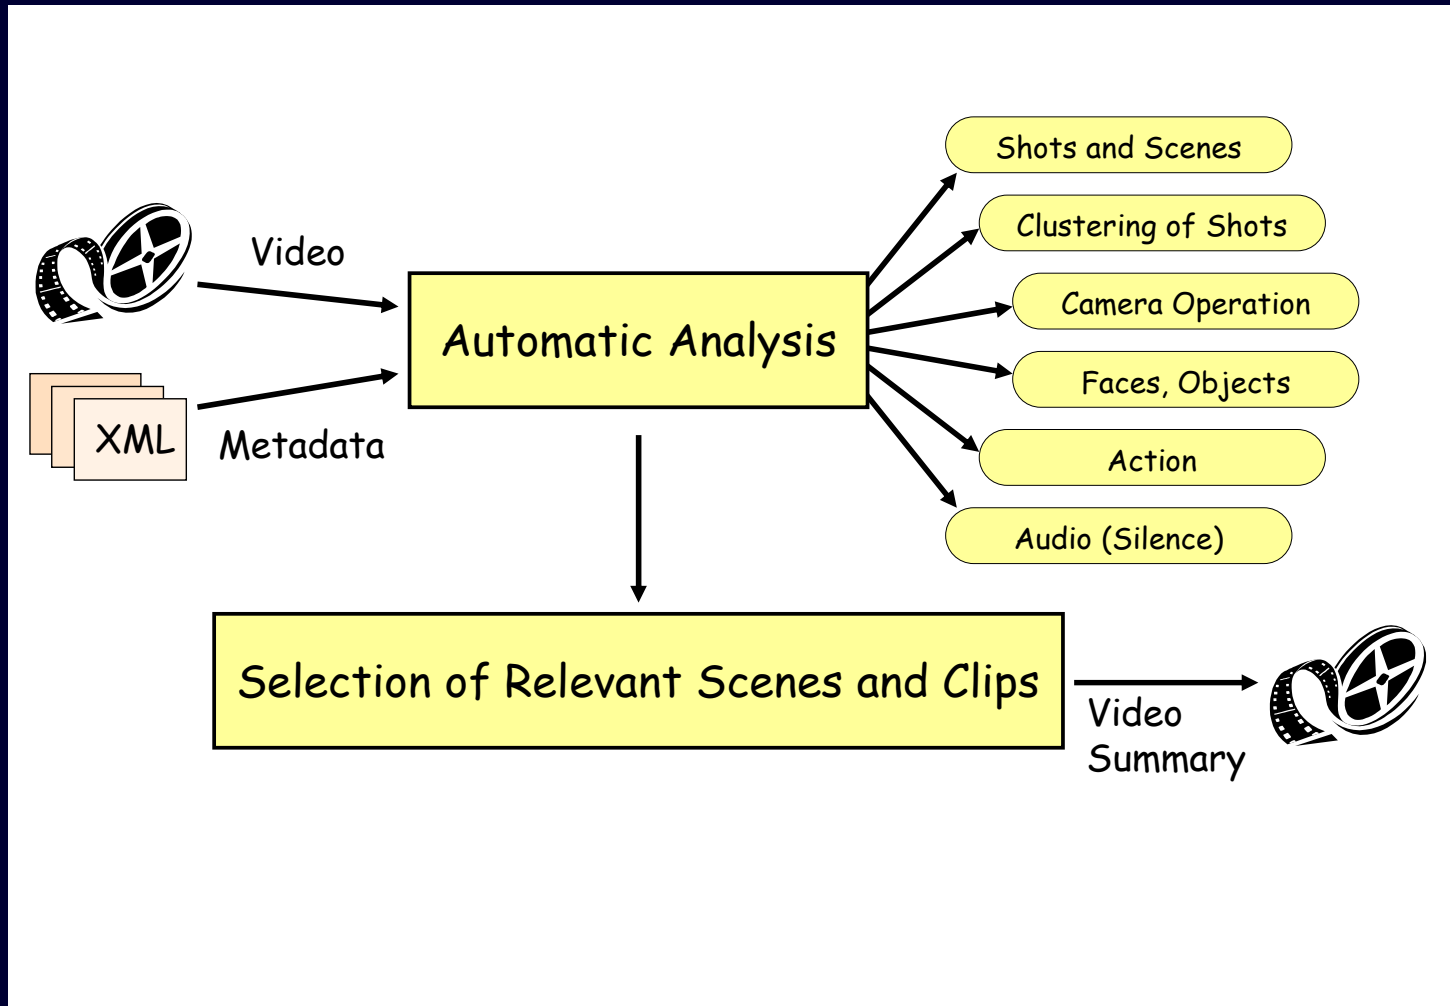 Shots and Scenes
Clustering of Shots
Video
Camera Operation
Automatic Analysis
Faces, Objects
XML
Metadata
Action
Audio (Silence)
Selection of Relevant Scenes and Clips
Video
Summary